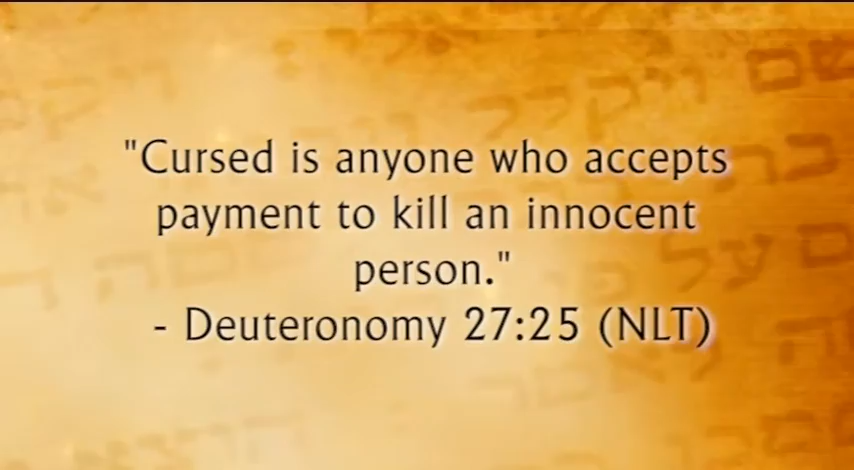 "Cursed is anyone who accepts
payment to kill an innocent
person."
- Deuteronomy 27:25 (NLT)